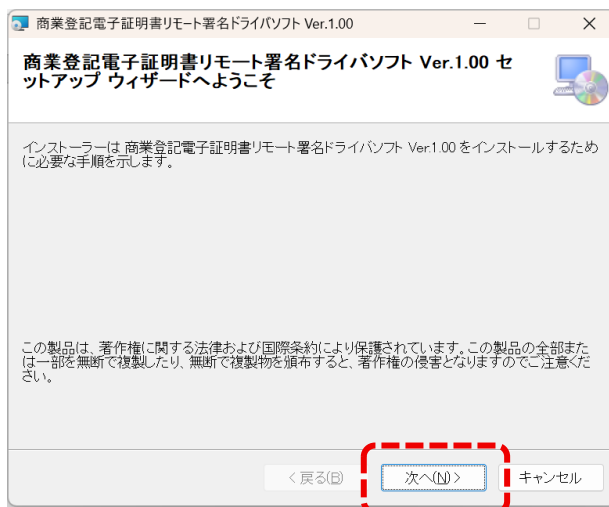 商業登記電子証明書リモート署名ドライバソフト Ver.1.00
商業登記電子証明書リモート署名ドライバソフト Ver.1.00 セ
ットアップ ウィザードへようこそ
インストーラーは 商業登記電子証明書リモート署名ドライバソフト Ver.1.00 をインストールするため
に必要な手順を示します。
この製品は、著作権に関する法律および国際条約により保護されています。この製品の全部また
は一部を無断で複製したり、無断で複製物を頒布すると、著作権の侵害となりますのでご注意くだ
さい。
< 戻る(B) 次へ(N) > キャンセル